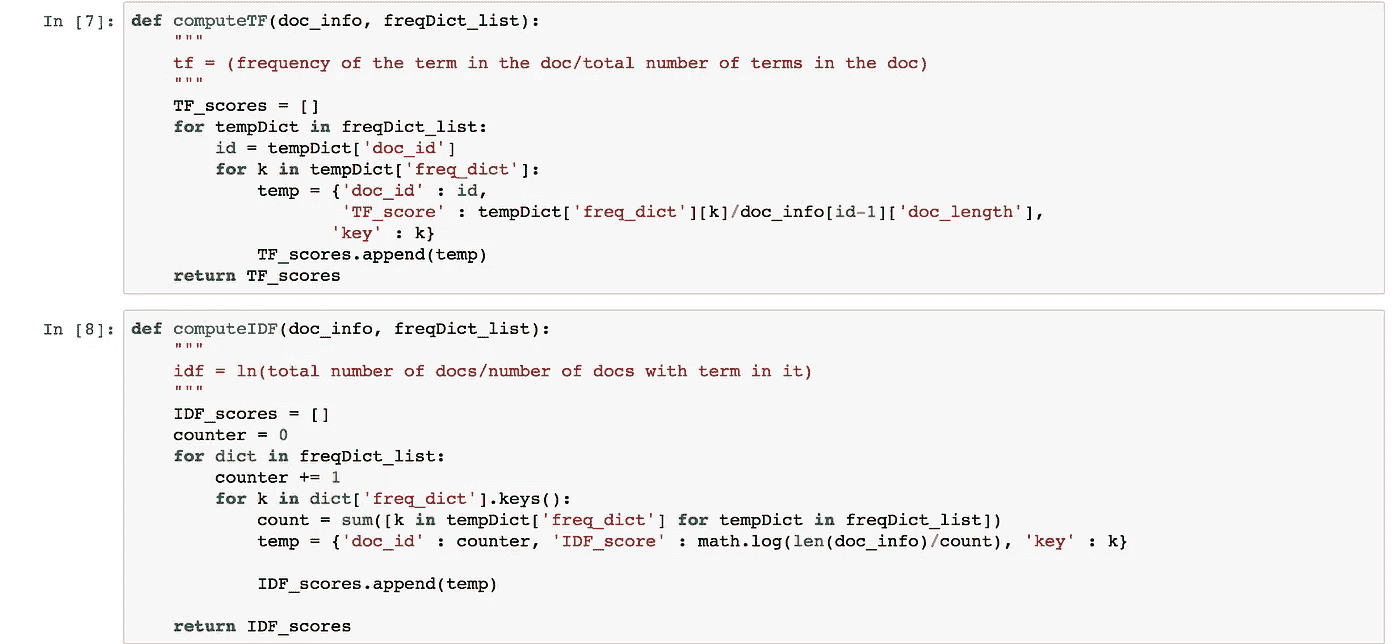 In [7]: def computeTF(doc_info, freqDict_list):
    """
    tf = (frequency of the term in the doc/total number of terms in the doc)
    """
    TF_scores = []
    for tempDict in freqDict_list:
        id = tempDict['doc_id']
        for k in tempDict['freq_dict']:
            temp = {'doc_id' : id,
                    'TF_score' : tempDict['freq_dict'][k]/doc_info[id-1]['doc_length'],
                   'key' : k}
            TF_scores.append(temp)
    return TF_scores
In [8]: def computeIDF(doc_info, freqDict_list):
    """
    idf = ln(total number of docs/number of docs with term in it)
    """
    IDF_scores = []
    counter = 0
    for dict in freqDict_list:
        counter += 1
        for k in dict['freq_dict'].keys():
            count = sum([k in tempDict['freq_dict'] for tempDict in freqDict_list])
            temp = {'doc_id' : counter, 'IDF_score' : math.log(len(doc_info)/count), 'key' : k}
            IDF_scores.append(temp)
    return IDF_scores